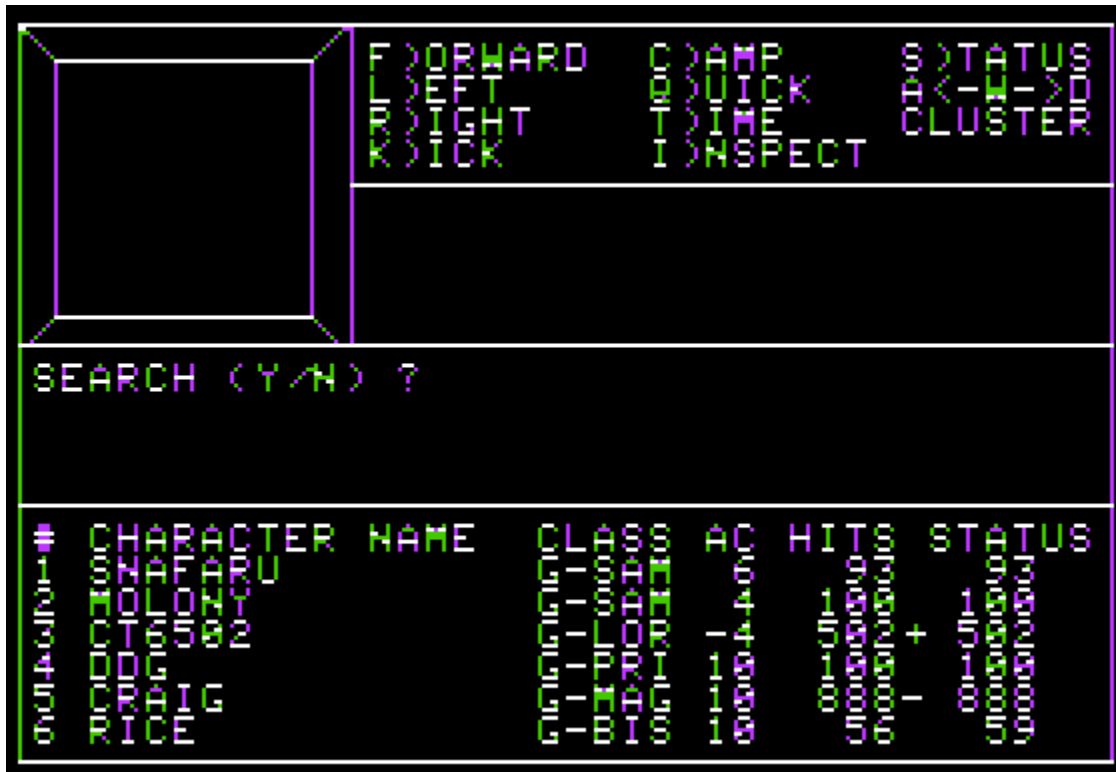 F)ORWARD C)AMP S)TATUS
L)EFT Q)UICK A<-W->D
R)IGHT T)IME CLUSTER
K)ICK I)NSPECT
SEARCH (Y/N) ?
# CHARACTER NAME CLASS AC HITS STATUS
1 SNAFARU G-SAM 6 93 93
2 MOLONY G-SAM 4 100 100
3 CT6502 G-LOR -4 502+ 502
4 DDG G-PRI 10 100 100
5 CRAIG G-MAG 10 888- 888
6 RICE G-BIS 10 56 59